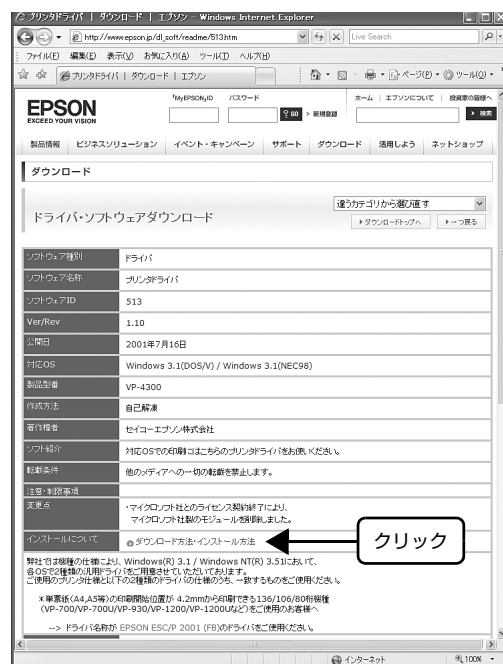 プリンタドライバ | ダウンロード | エプソン - Windows Internet Explorer
http://www.epson.jp/dl_soft/readme/513.htm
Live Search
ファイル(F) 編集(E) 表示(V) お気に入り(A) ツール(T) ヘルプ(H)
プリンタドライバ | ダウンロード | エプソン
ページ(P) ツール(O)
EPSON
EXCEED YOUR VISION
「MyEPSON」ID パスワード
GO > 新規登録
ホーム | エプソンについて | 投資家の皆様へ
検索
製品情報 ビジネスソリューション イベント・キャンペーン サポート ダウンロード 活用しよう ネットショップ
ダウンロード
ドライバ・ソフトウェアダウンロード
違うカテゴリから選び直す
ダウンロードトップへ 一つ戻る
ソフトウェア種別 ドライバ
ソフトウェア名称 プリンタドライバ
ソフトウェアID 513
Ver/Rev 1.10
公開日 2001年7月16日
対応OS Windows 3.1(DOS/V) / Windows 3.1(NEC98)
製品型番 VP-4300
作成方法 自己解凍
著作権者 セイコーエプソン株式会社
ソフト紹介 対応OSでの印刷にはこちらのプリンタドライバをお使いください。
転載条件 他のメディアへの一切の転載を禁止します。
注意・制限事項
変更点 ・マイクロソフト社とのライセンス契約終了により、
マイクロソフト社製のモジュールを削除しました。
インストールについて ダウンロード方法・インストール方法
クリック
弊社では機種の仕様により、Windows(R) 3.1 / Windows NT(R) 3.51において、
各OSで2種類の汎用ドライバをご用意させていただいております。
ご使用のプリンタ仕様と以下の2種類のドライバの仕様のうち、一致するものをご使用ください。
*単票紙(A4,A5等)の印刷開始位置が 4.2mmから印刷できる136/106/80桁機種
(VP-700/VP-700U/VP-930/VP-1200/VP-1200Uなど)をご使用のお客様へ
--> ドライバ名称が EPSON ESC/P 2001 (FB)のドライバをご使用ください。
インターネット
100%